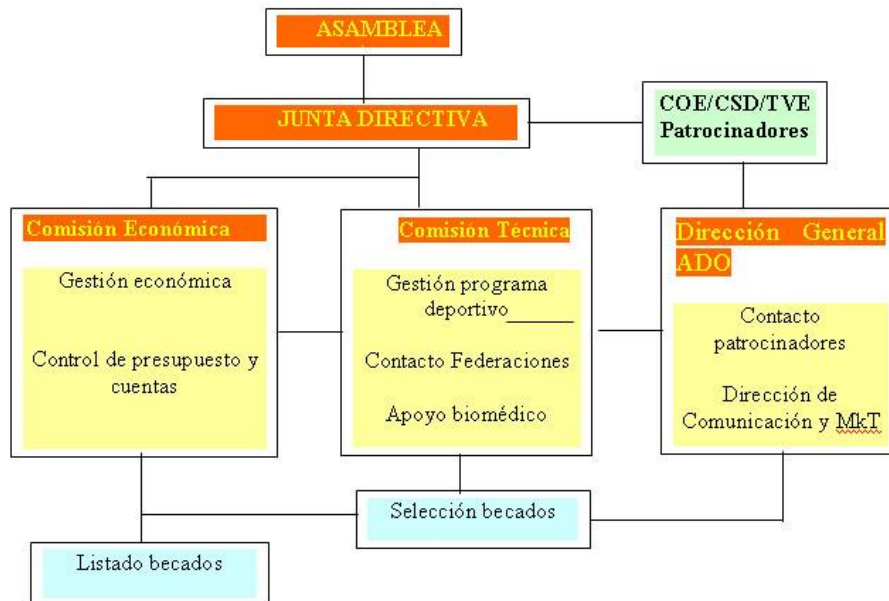 ASAMBLEA
JUNTA DIRECTIVA
COE/CSD/TVE
Patrocinadores
Comisión Económica
Gestión económica
Control de presupuesto y
cuentas
Comisión Técnica
Gestión programa
deportivo______
Contacto Federaciones
Apoyo biomédico
Dirección General
ADO
Contacto
patrocinadores
Dirección de
Comunicación y MkT
Selección becados
Listado becados